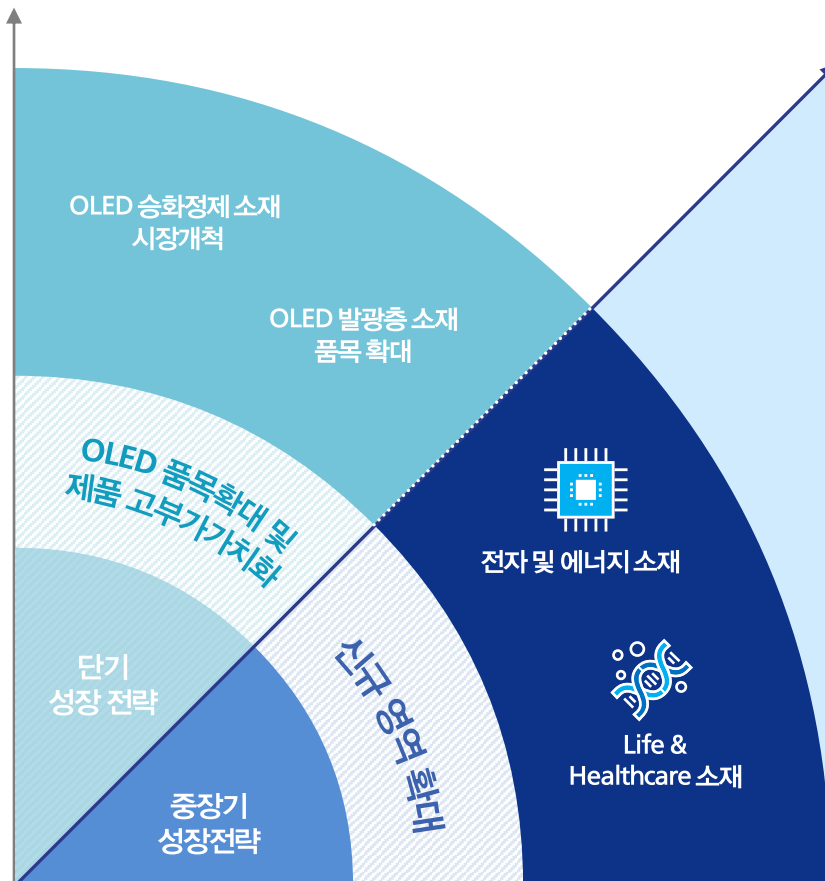 OLED 승화정제 소재
시장개척
OLED 발광층 소재
품목 확대
OLED 품목확대 및
제품 고부가가치화
단기
성장 전략
전자 및 에너지 소재
Life &
Healthcare 소재
신규 영역 확대
중장기
성장전략